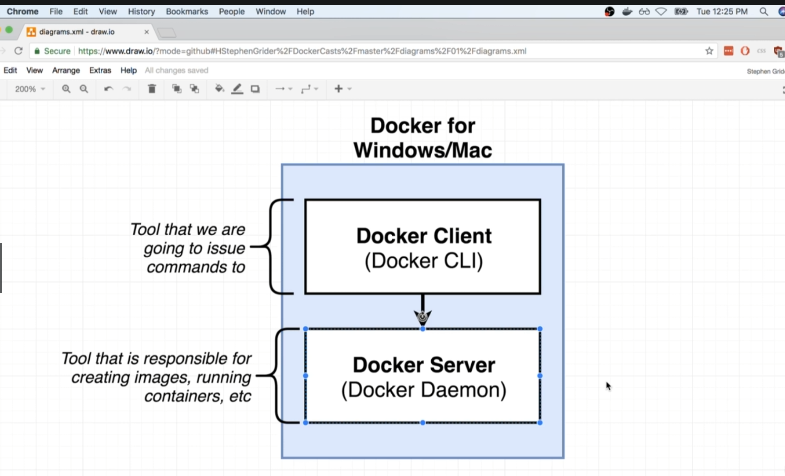 Chrome File Edit View History Bookmarks People Window Help Tue 12:25 PM
diagrams.xml - draw.io
Secure https://www.draw.io/?mode=github#HStephenGrider%2FDockerCasts%2Fmaster%2Fdiagrams%2F01%2Fdiagrams.xml
Edit View Arrange Extras Help All changes saved
Stephen Grid
200%
Docker for
Windows/Mac
Tool that we are
going to issue
commands to
Docker Client
(Docker CLI)
Tool that is responsible for
creating images, running
containers, etc
Docker Server
(Docker Daemon)